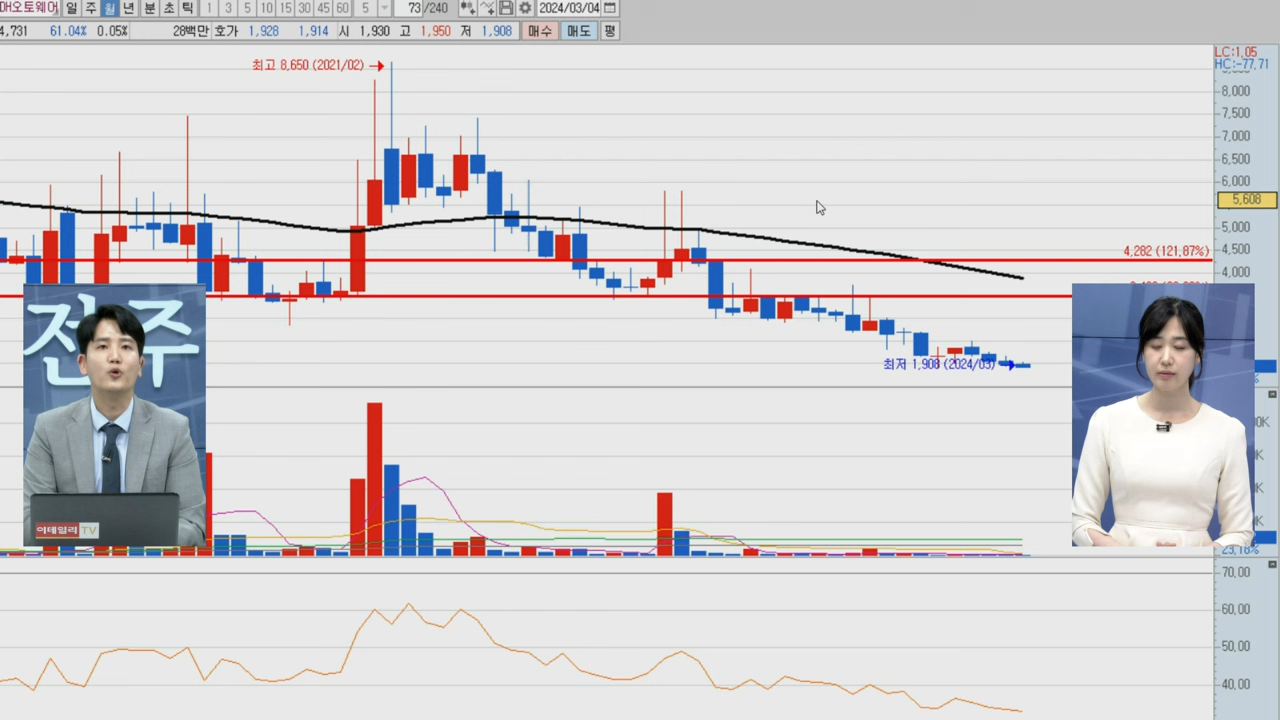 매오토웨어 일 주 월 년 분 초 틱 1 3 5 10 15 30 45 60 5 73 /240 2024/03/04
4,731 61.04% 0.05% 28백만 호가 1,928 1,914 시 1,930 고 1,950 저 1,908 매수 매도 평
LC:1.05
HC:-77.71
최고 8,650 (2021/02)
8,000
7,500
7,000
6,500
6,000
5,608
5,000
4,282 (121.87%)
4,500
4,000
최저 1,908 (2024/03)
전주
이데일리 TV
23.18%
70.00
60.00
50.00
40.00